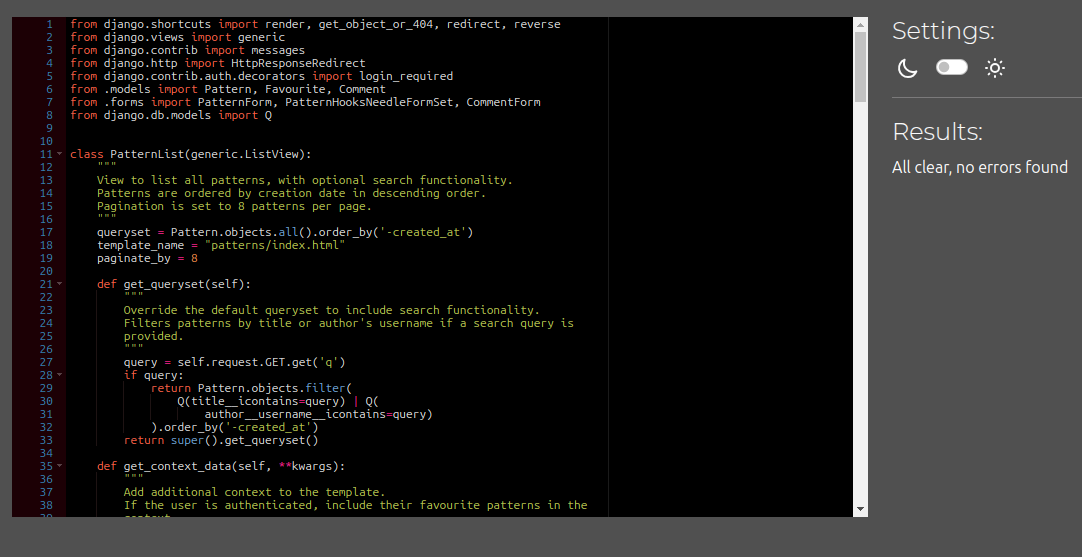 1 from django.shortcuts import render, get_object_or_404, redirect, reverse
2 from django.views import generic
3 from django.contrib import messages
4 from django.http import HttpResponseRedirect
5 from django.contrib.auth.decorators import login_required
6 from .models import Pattern, Favourite, Comment
7 from .forms import PatternForm, PatternHooksNeedleFormSet, CommentForm
8 from django.db.models import Q
9
10
11 class PatternList(generic.ListView):
12     """
13     View to list all patterns, with optional search functionality.
14     Patterns are ordered by creation date in descending order.
15     Pagination is set to 8 patterns per page.
16     """
17     queryset = Pattern.objects.all().order_by('-created_at')
18     template_name = "patterns/index.html"
19     paginate_by = 8
20
21     def get_queryset(self):
22         """
23         Override the default queryset to include search functionality.
24         Filters patterns by title or author's username if a search query is
25         provided.
26         """
27         query = self.request.GET.get('q')
28         if query:
29             return Pattern.objects.filter(
30                 Q(title__icontains=query) | Q(
31                     author__username__icontains=query)
32             ).order_by('-created_at')
33         return super().get_queryset()
34
35     def get_context_data(self, **kwargs):
36         """
37         Add additional context to the template.
38         If the user is authenticated, include their favourite patterns in the
39         context.
Settings:
Results:
All clear, no errors found